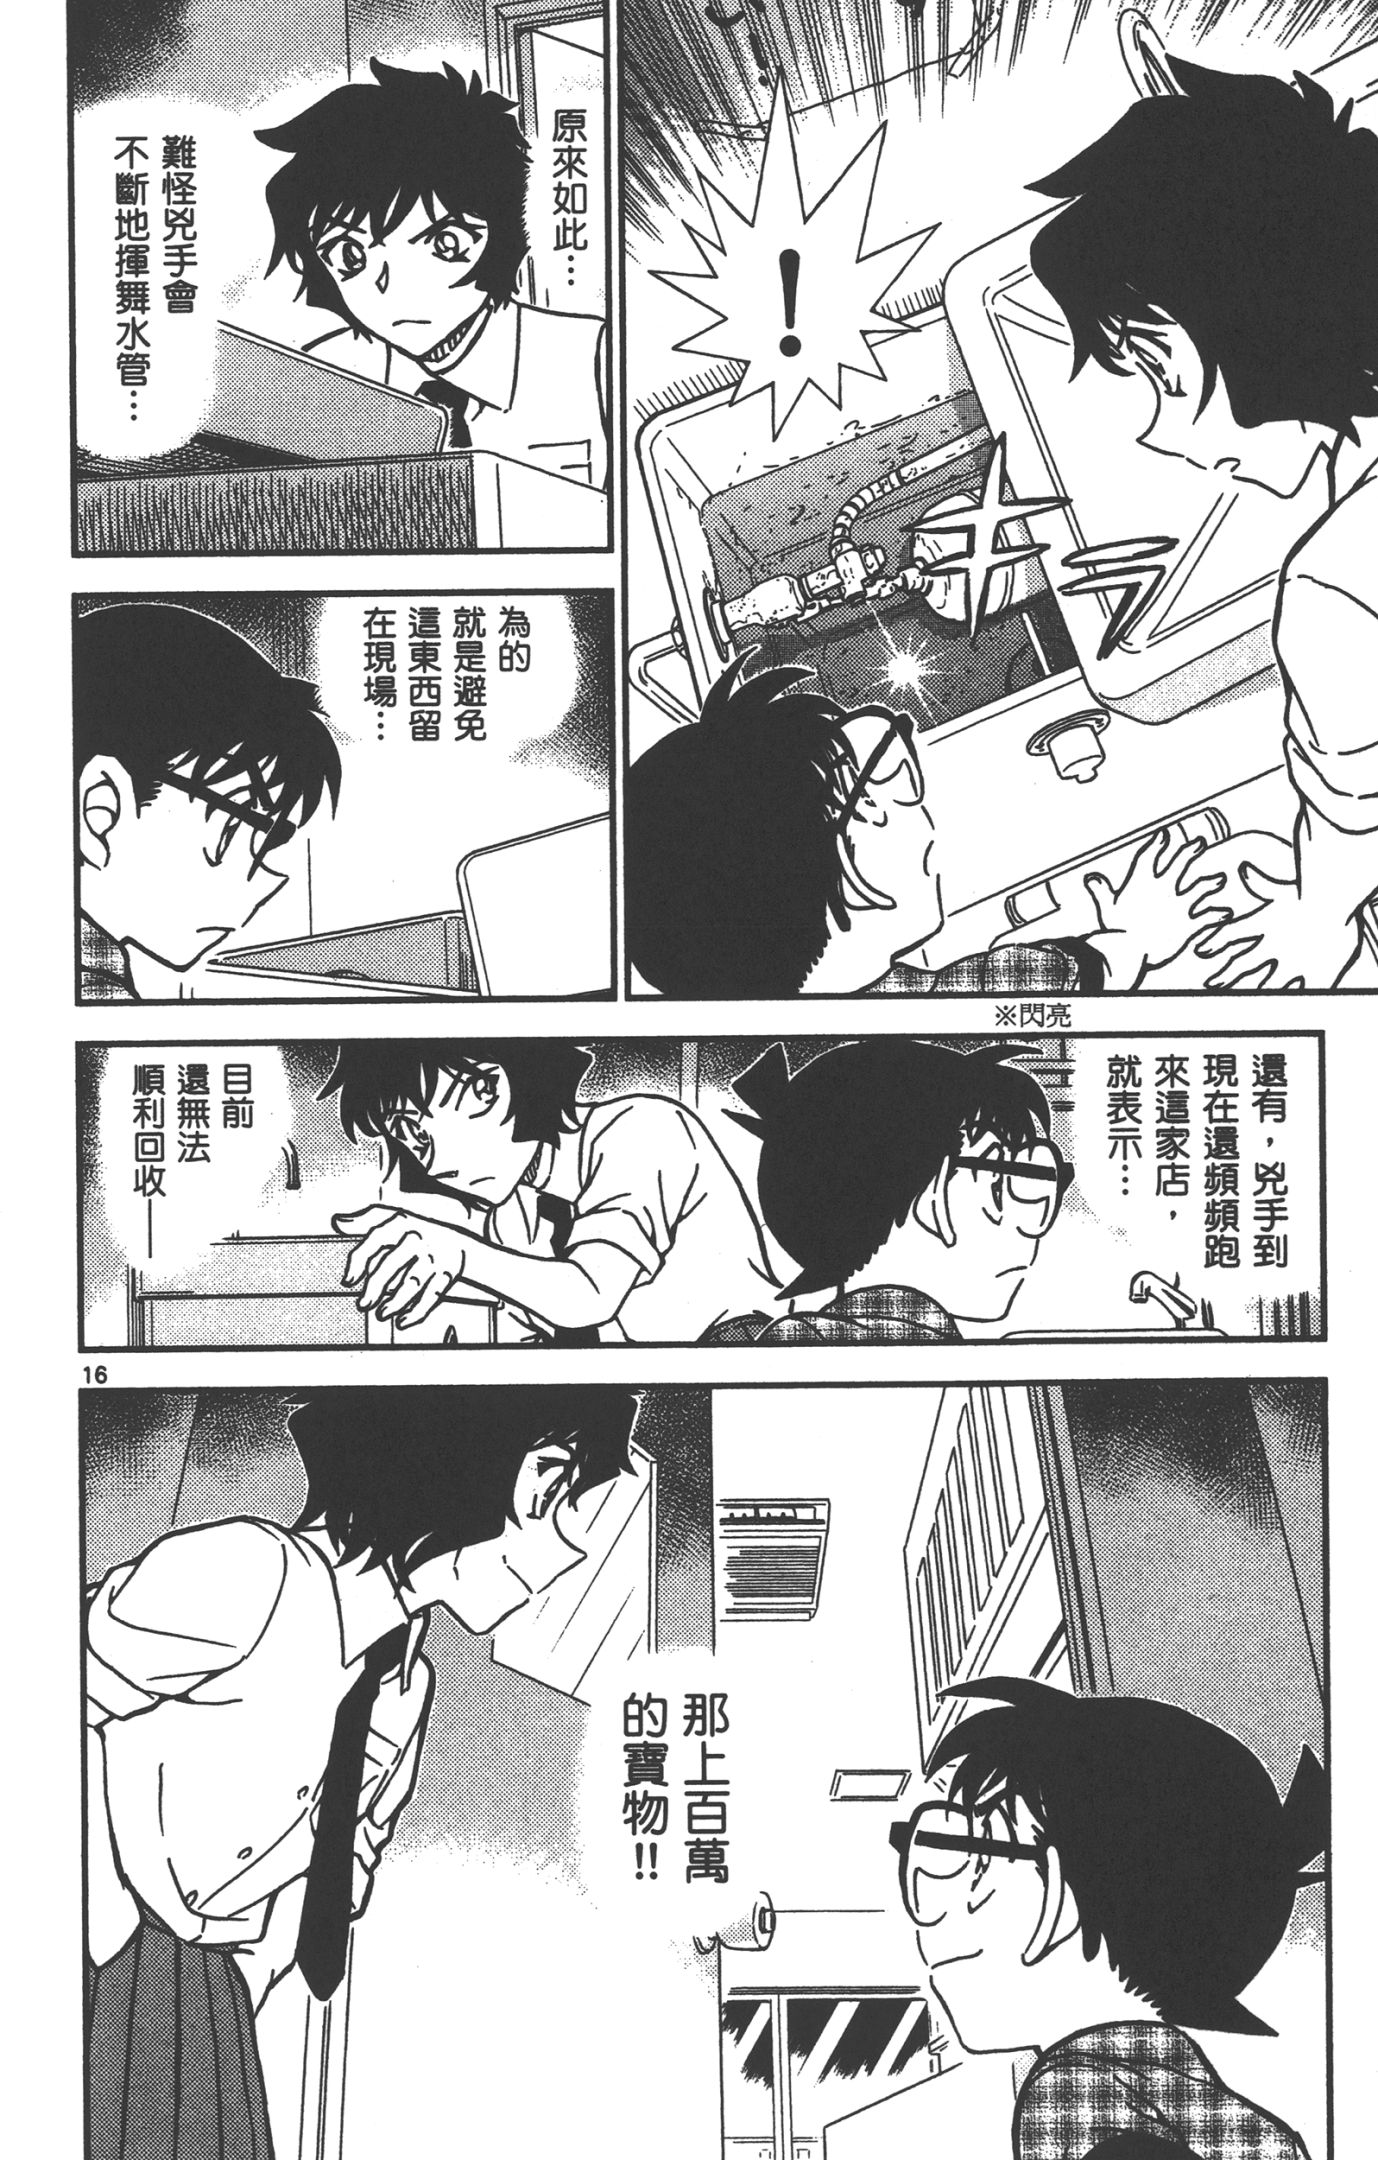 ！
キラ
※閃亮
原來如此…
難怪兇手會
不斷地揮舞水管…
為的
就是避免
這東西留
在現場…
還有，兇手到
現在還頻頻跑
來這家店，
就表示…
目前
還無法
順利回收—
那上百萬
的寶物!!
16